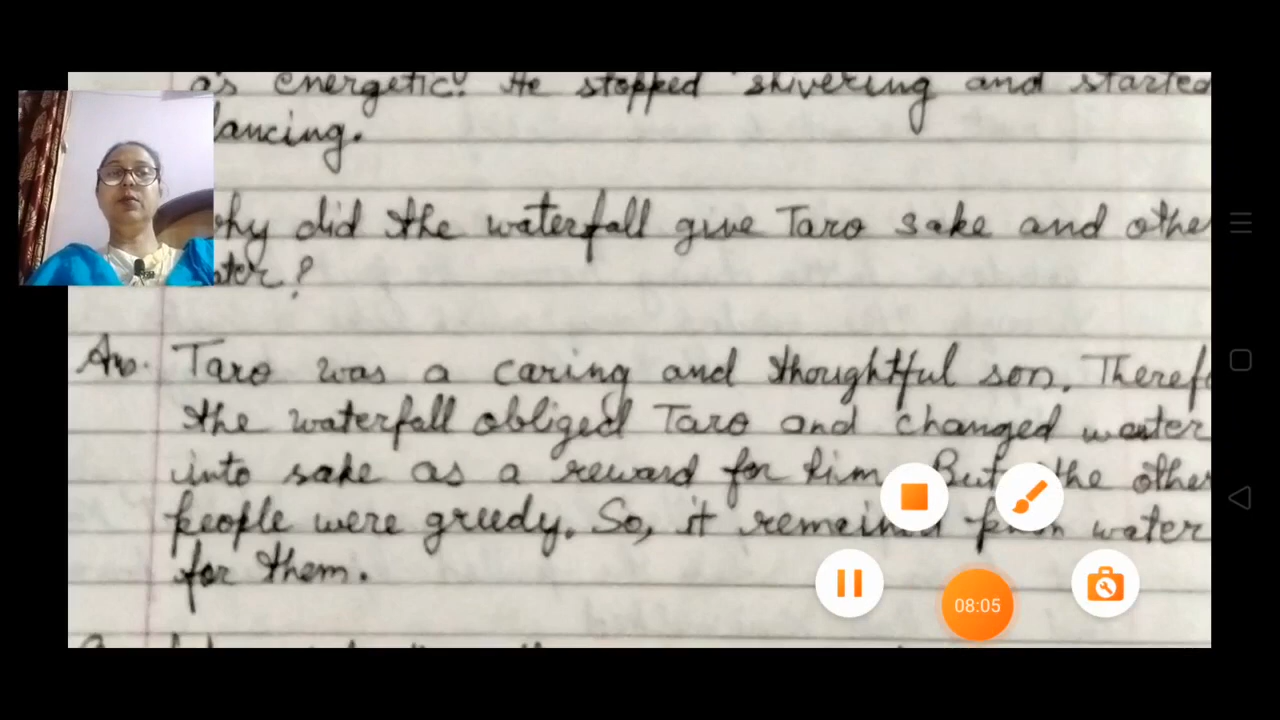 as energetic! He stopped shivering and started
dancing.
why did the waterfall give Taro sake and other
water?
Ans. Taro was a caring and thoughtful son. Theref
the waterfall obliged Taro and changed water
into sake as a reward for him But the other
people were greedy. So, it remained water
for them.
08:05